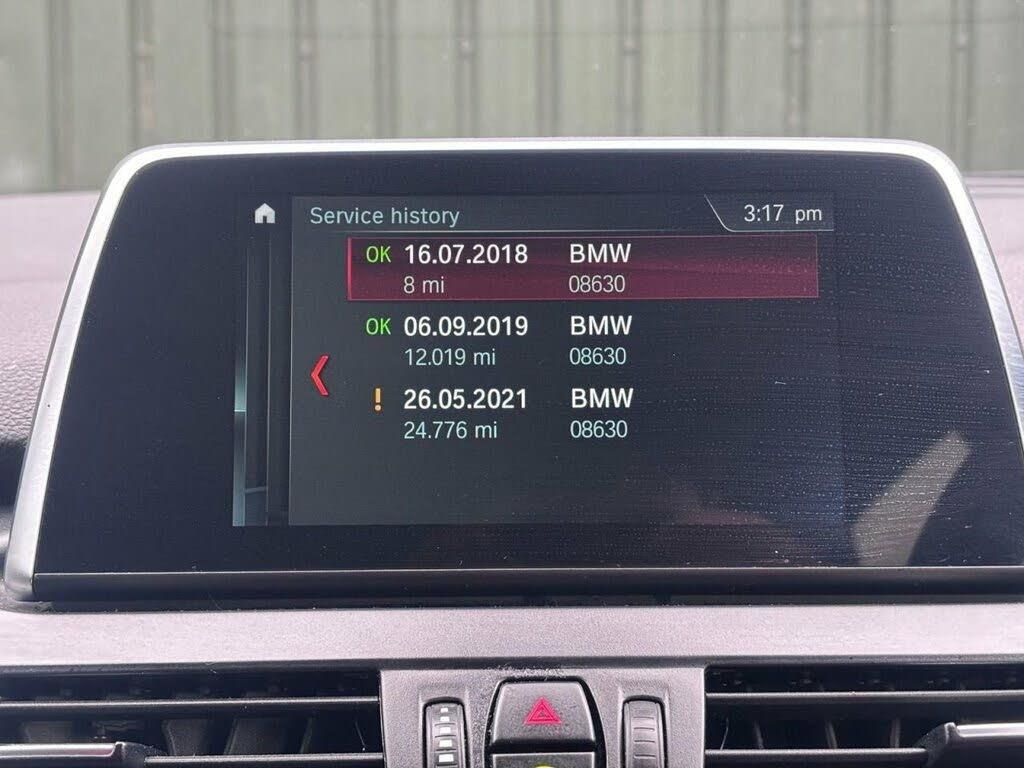 Service history
3:17 pm
OK 16.07.2018 BMW
8 mi 08630
OK 06.09.2019 BMW
12.019 mi 08630
! 26.05.2021 BMW
24.776 mi 08630